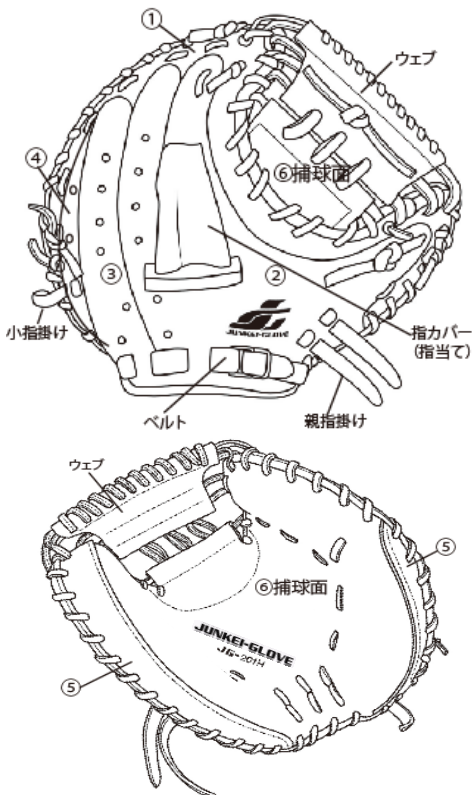 ①
ウェブ
⑥捕球面
④
③
②
小指掛け
JUNKEI-GLOVE
指カバー
(指当て)
ベルト
親指掛け
ウェブ
⑤
⑥捕球面
JUNKEI-GLOVE
JG-201H
⑤